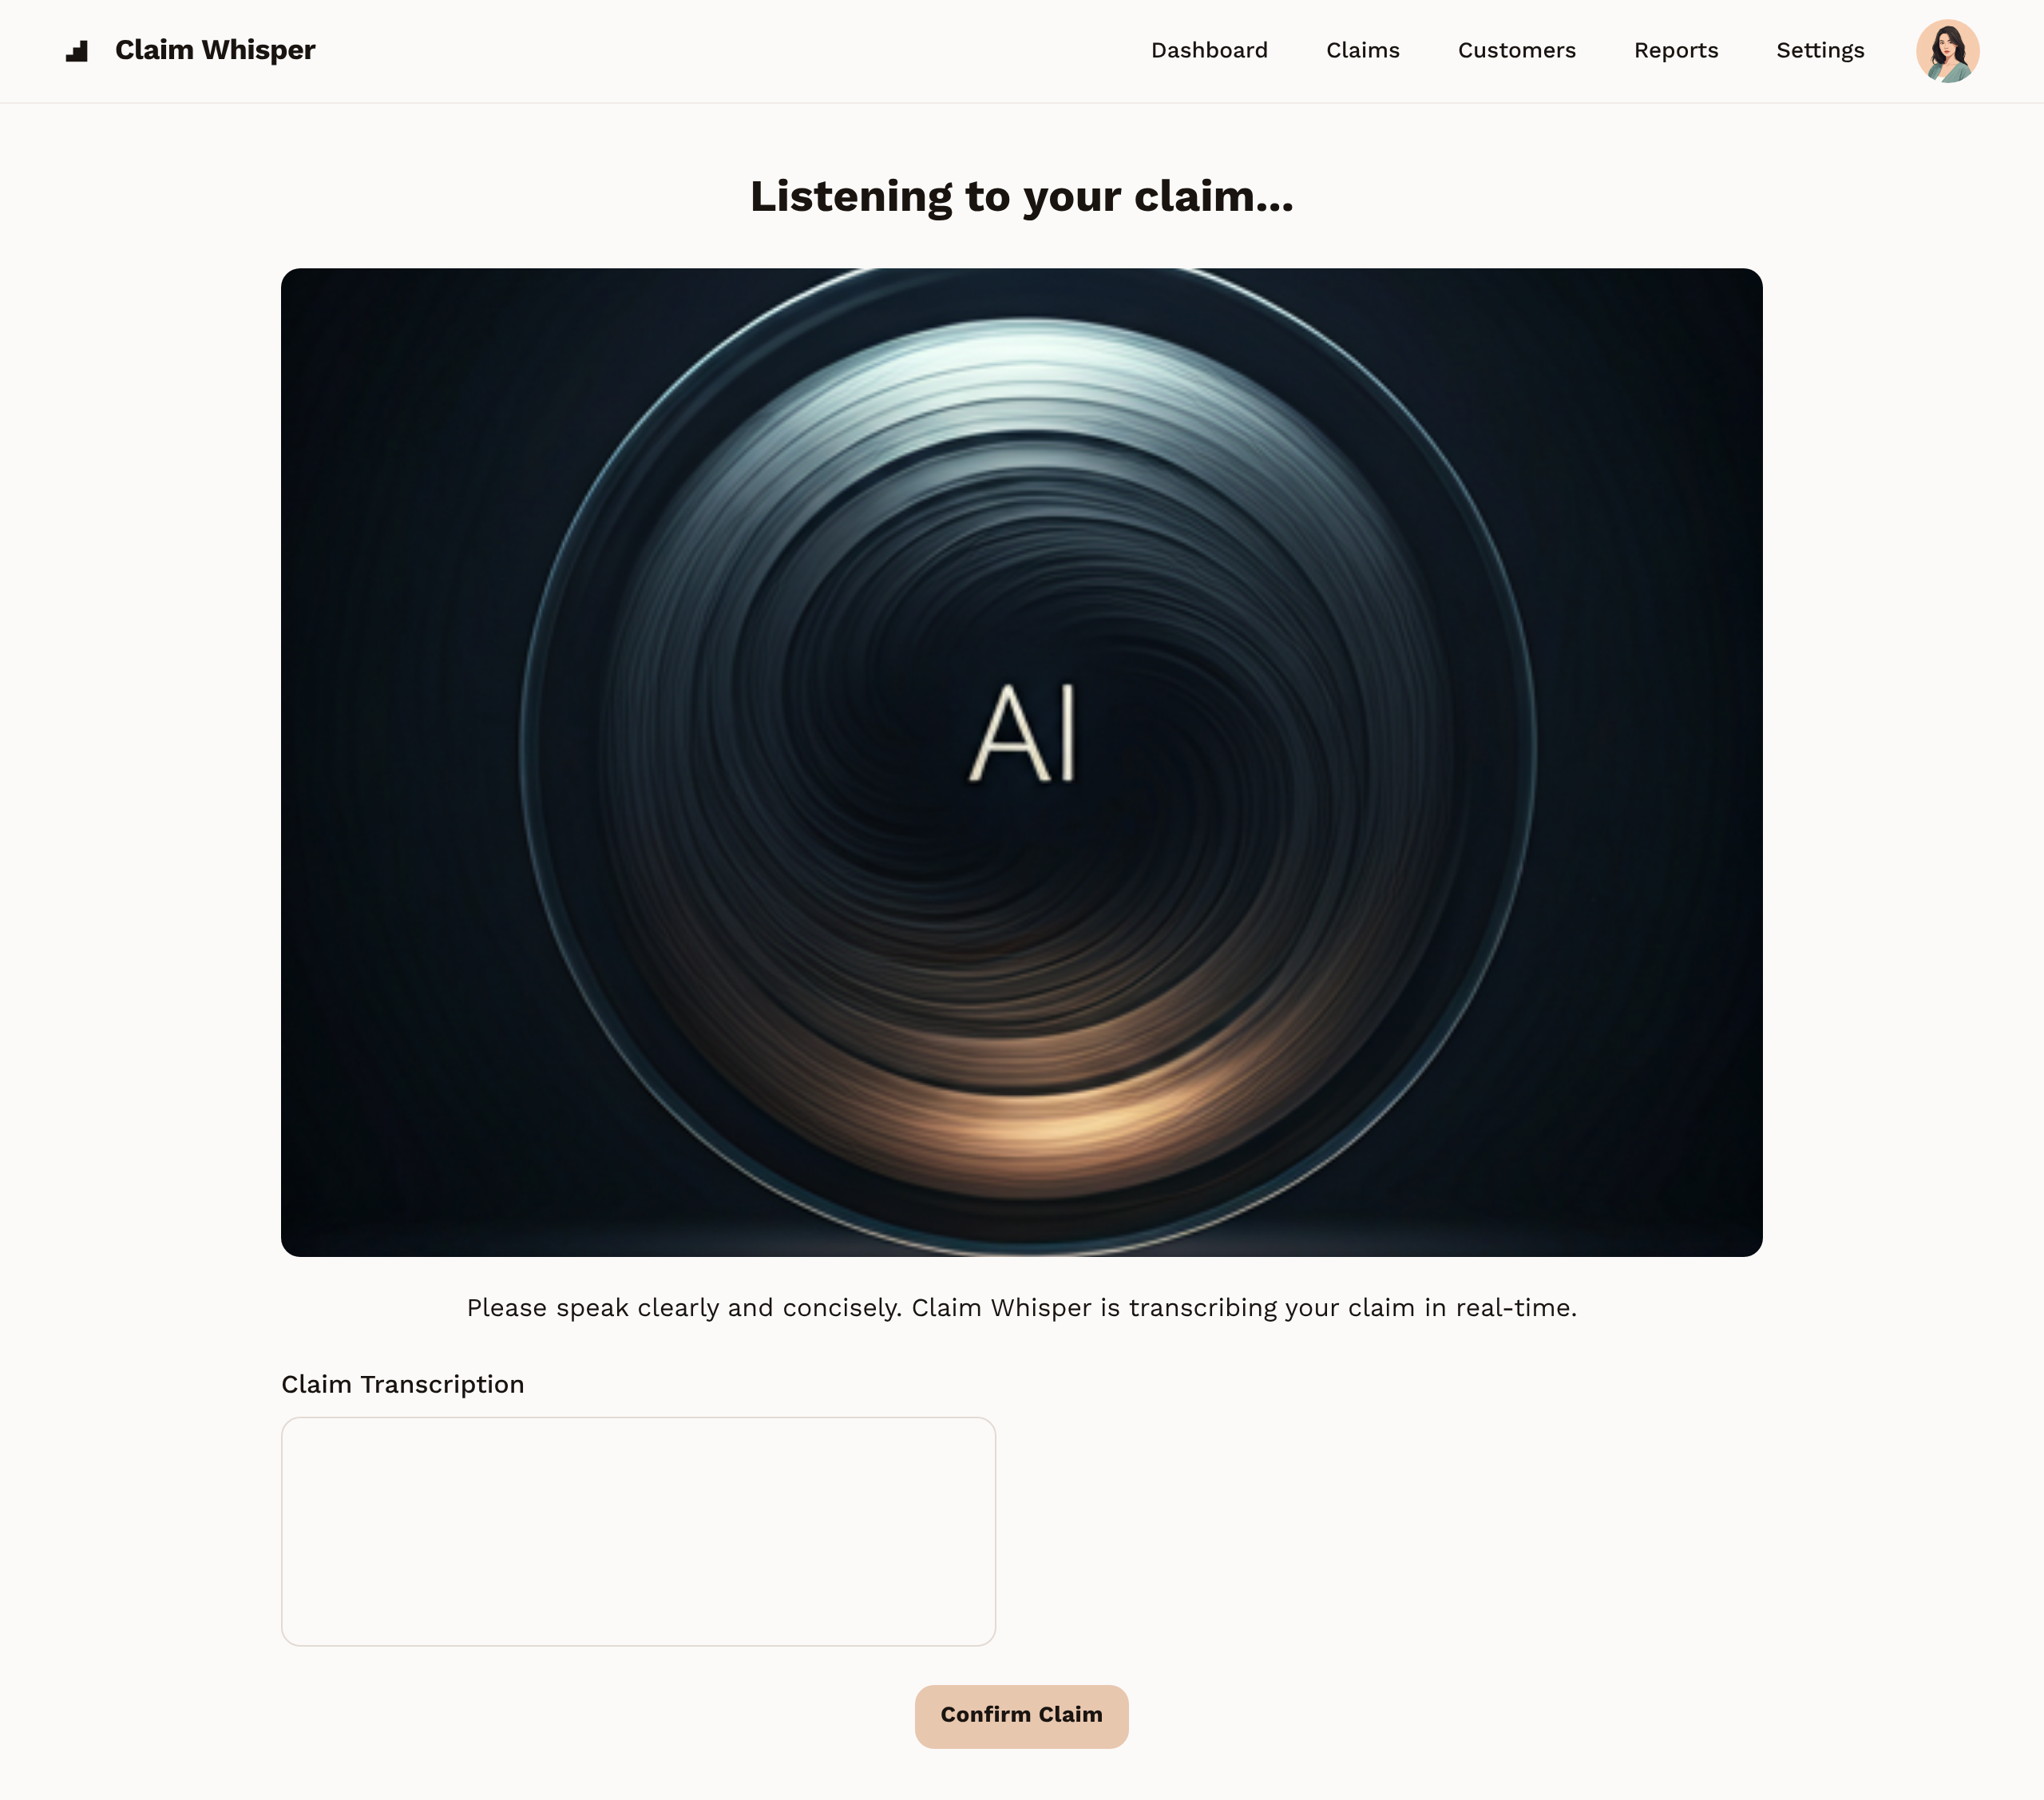 Claim Whisper
Dashboard
Claims
Customers
Reports
Settings
Listening to your claim...
AI
Please speak clearly and concisely. Claim Whisper is transcribing your claim in real-time.
Claim Transcription
Confirm Claim